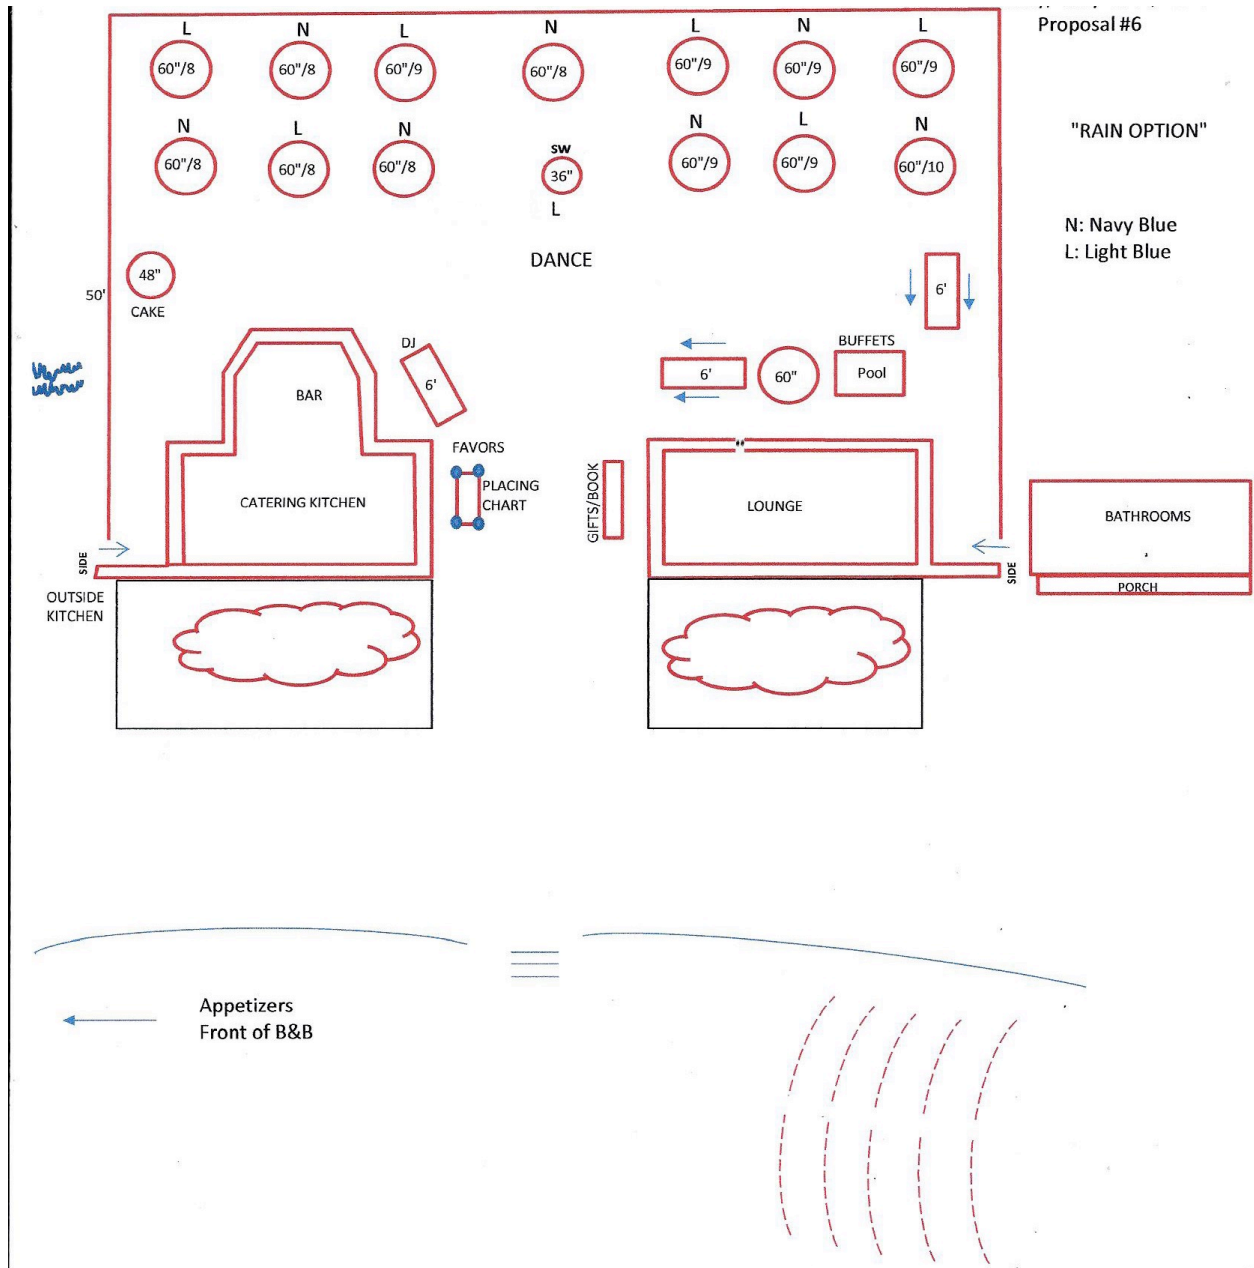 Proposal #6
L N L N L N L
60"/8 60"/8 60"/9 60"/8 60"/9 60"/9 60"/9
N L N N L N
"RAIN OPTION"
60"/8 60"/8 60"/8 60"/9 60"/9 60"/10
SW
36"
L
N: Navy Blue
L: Light Blue
DANCE
48"
CAKE
50'
6'
DJ
6'
BUFFETS
6'
60"
Pool
BAR
FAVORS
PLACING
CHART
GIFTS/BOOK
CATERING KITCHEN
LOUNGE
BATHROOMS
SIDE
SIDE
PORCH
OUTSIDE
KITCHEN
Appetizers
Front of B&B